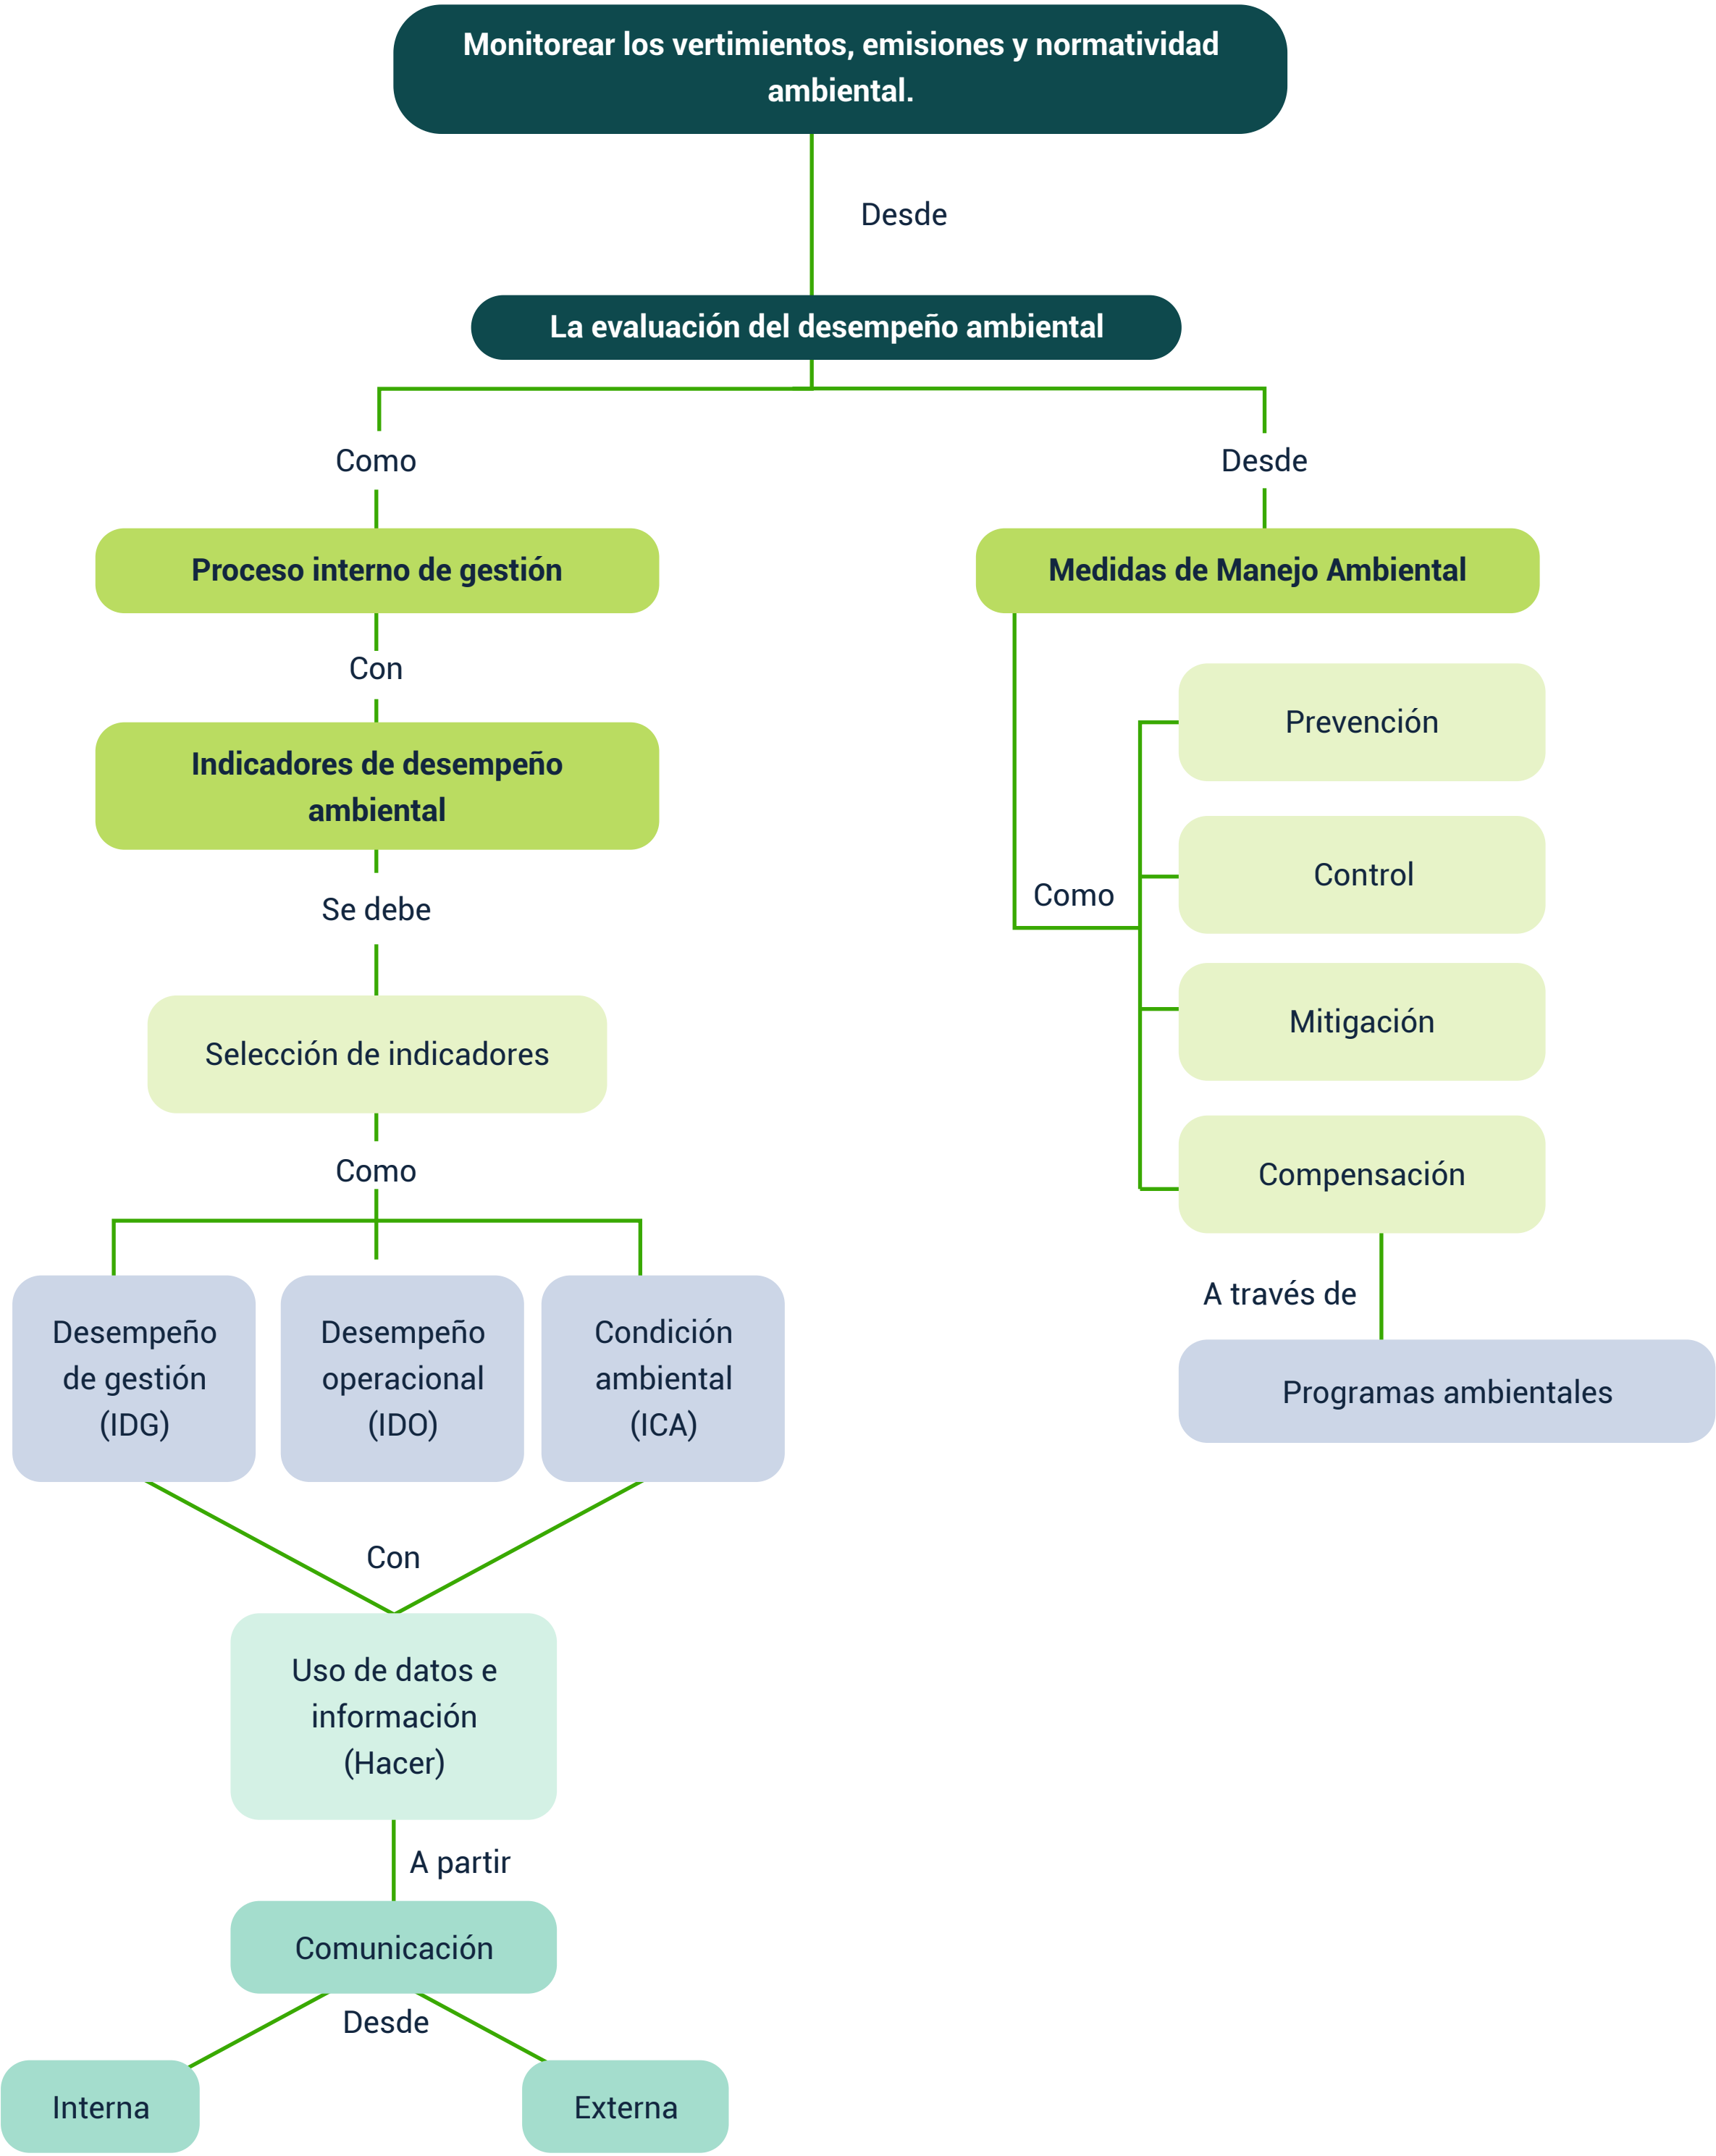 Monitorear los vertimientos, emisiones y normatividad
ambiental.
Desde
La evaluación del desempeño ambiental
Como
Proceso interno de gestión
Con
Indicadores de desempeño
ambiental
Se debe
Selección de indicadores
Como
Desempeño
de gestión
(IDG)
Desempeño
operacional
(IDO)
Condición
ambiental
(ICA)
Con
Uso de datos e
información
(Hacer)
A partir
Comunicación
Desde
Interna
Externa
Desde
Medidas de Manejo Ambiental
Como
Prevención
Control
Mitigación
Compensación
A través de
Programas ambientales